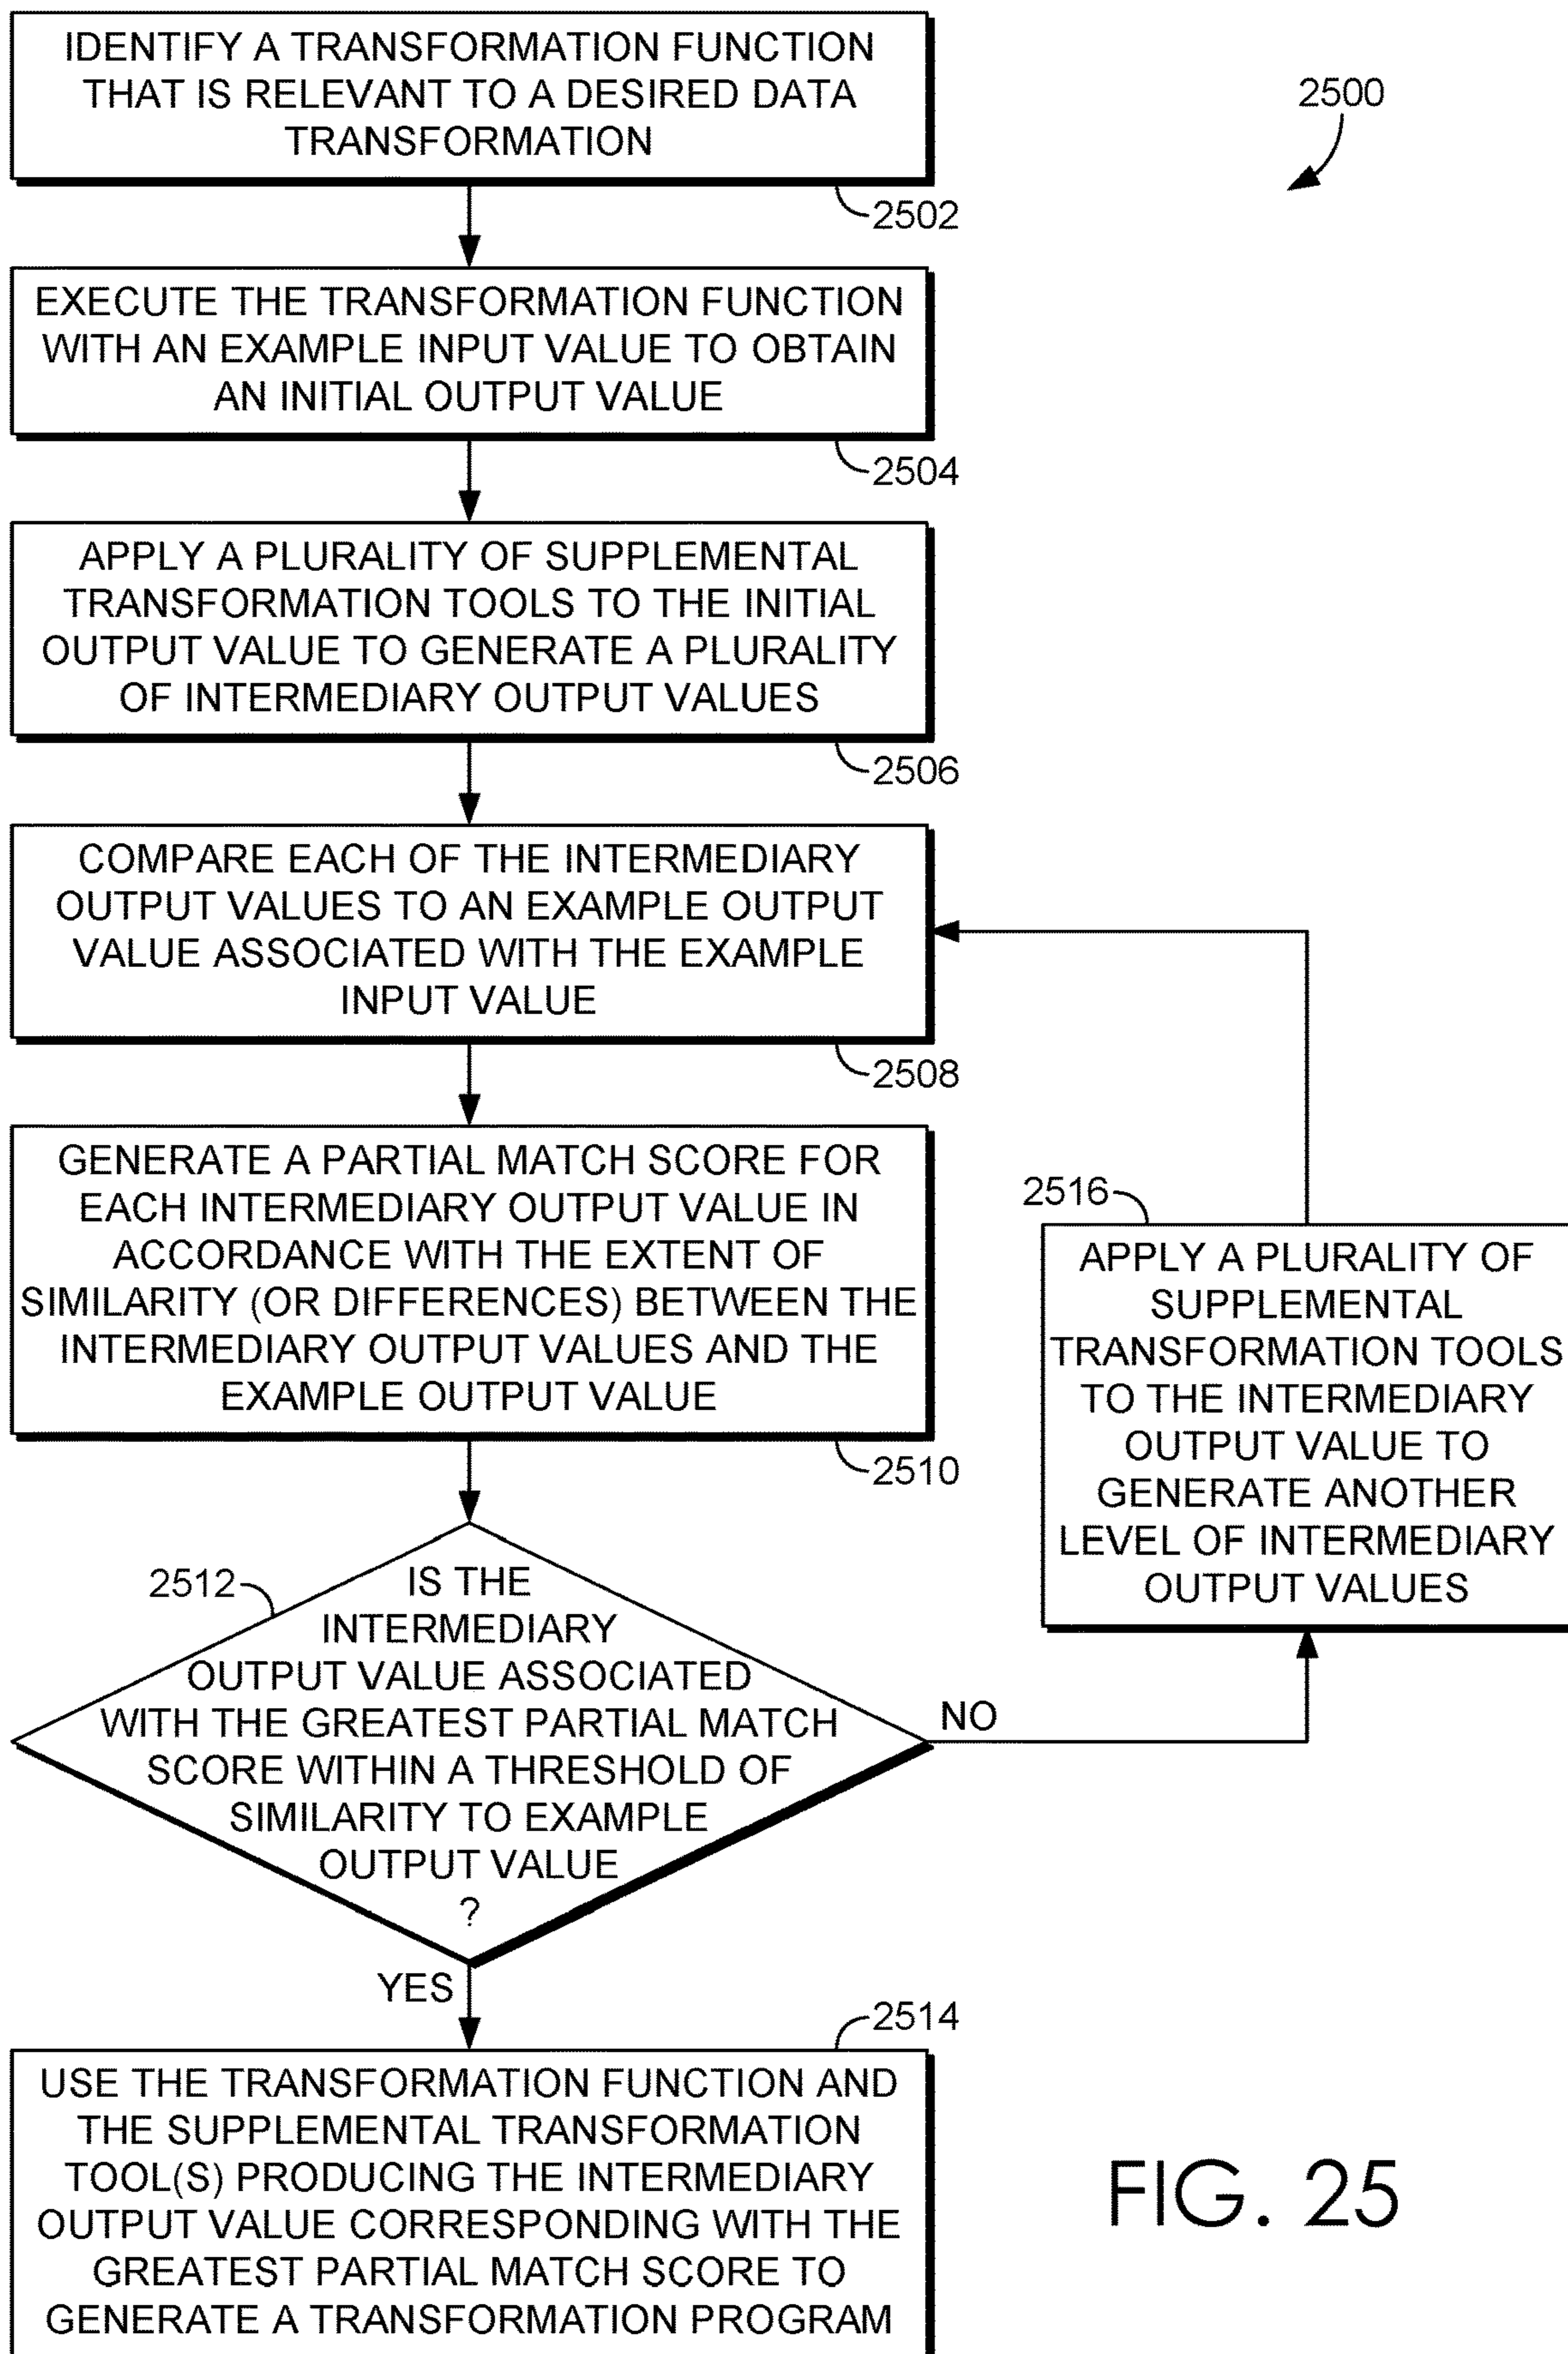 IDENTIFY A TRANSFORMATION FUNCTION
THAT IS RELEVANT TO A DESIRED DATA
TRANSFORMATION
2500
2502
EXECUTE THE TRANSFORMATION FUNCTION
WITH AN EXAMPLE INPUT VALUE TO OBTAIN
AN INITIAL OUTPUT VALUE
2504
APPLY A PLURALITY OF SUPPLEMENTAL
TRANSFORMATION TOOLS TO THE INITIAL
OUTPUT VALUE TO GENERATE A PLURALITY
OF INTERMEDIARY OUTPUT VALUES
2506
COMPARE EACH OF THE INTERMEDIARY
OUTPUT VALUES TO AN EXAMPLE OUTPUT
VALUE ASSOCIATED WITH THE EXAMPLE
INPUT VALUE
2508
GENERATE A PARTIAL MATCH SCORE FOR
EACH INTERMEDIARY OUTPUT VALUE IN
ACCORDANCE WITH THE EXTENT OF
SIMILARITY (OR DIFFERENCES) BETWEEN THE
INTERMEDIARY OUTPUT VALUES AND THE
EXAMPLE OUTPUT VALUE
2510
2516
APPLY A PLURALITY OF
SUPPLEMENTAL
TRANSFORMATION TOOLS
TO THE INTERMEDIARY
OUTPUT VALUE TO
GENERATE ANOTHER
LEVEL OF INTERMEDIARY
OUTPUT VALUES
2512
IS THE
INTERMEDIARY
OUTPUT VALUE ASSOCIATED
WITH THE GREATEST PARTIAL MATCH
SCORE WITHIN A THRESHOLD OF
SIMILARITY TO EXAMPLE
OUTPUT VALUE
?
NO
YES
2514
USE THE TRANSFORMATION FUNCTION AND
THE SUPPLEMENTAL TRANSFORMATION
TOOL(S) PRODUCING THE INTERMEDIARY
OUTPUT VALUE CORRESPONDING WITH THE
GREATEST PARTIAL MATCH SCORE TO
GENERATE A TRANSFORMATION PROGRAM
FIG. 25